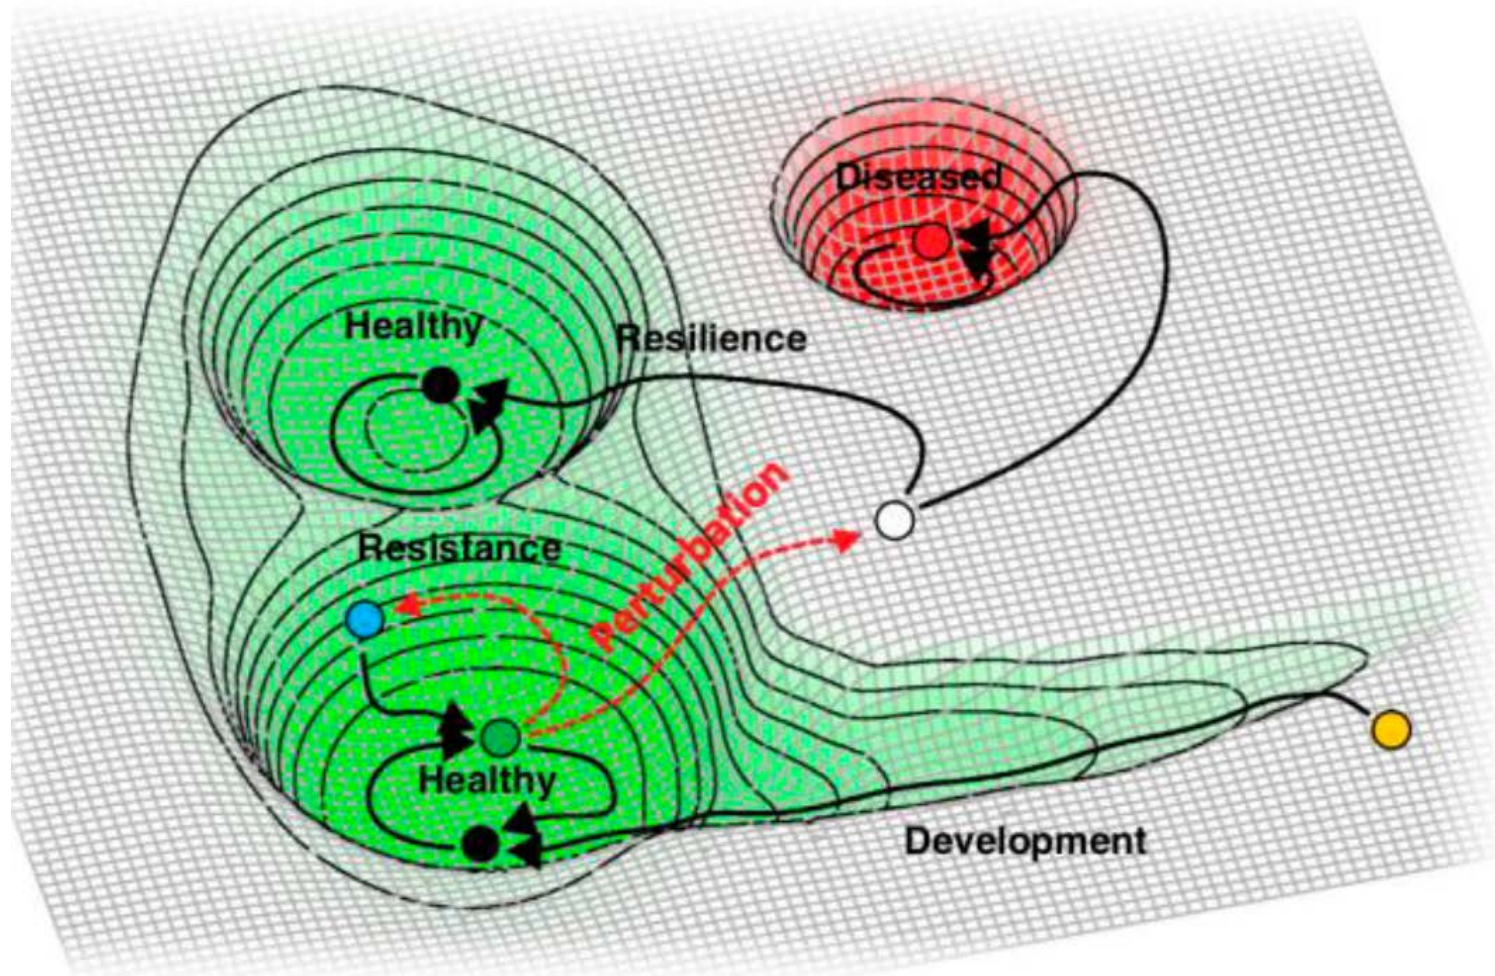 Diseased
Healthy
Resilience
Perturbation
Resistance
Healthy
Development